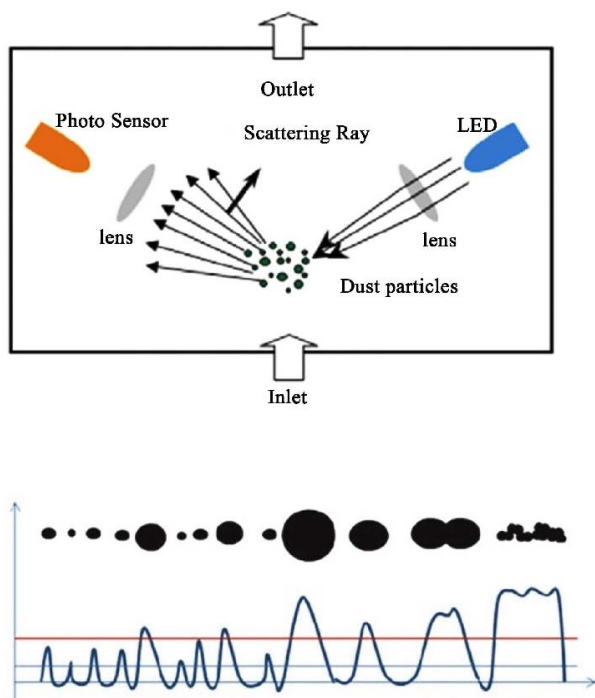 Outlet
Photo Sensor
Scattering Ray
LED
lens
lens
Dust particles
Inlet